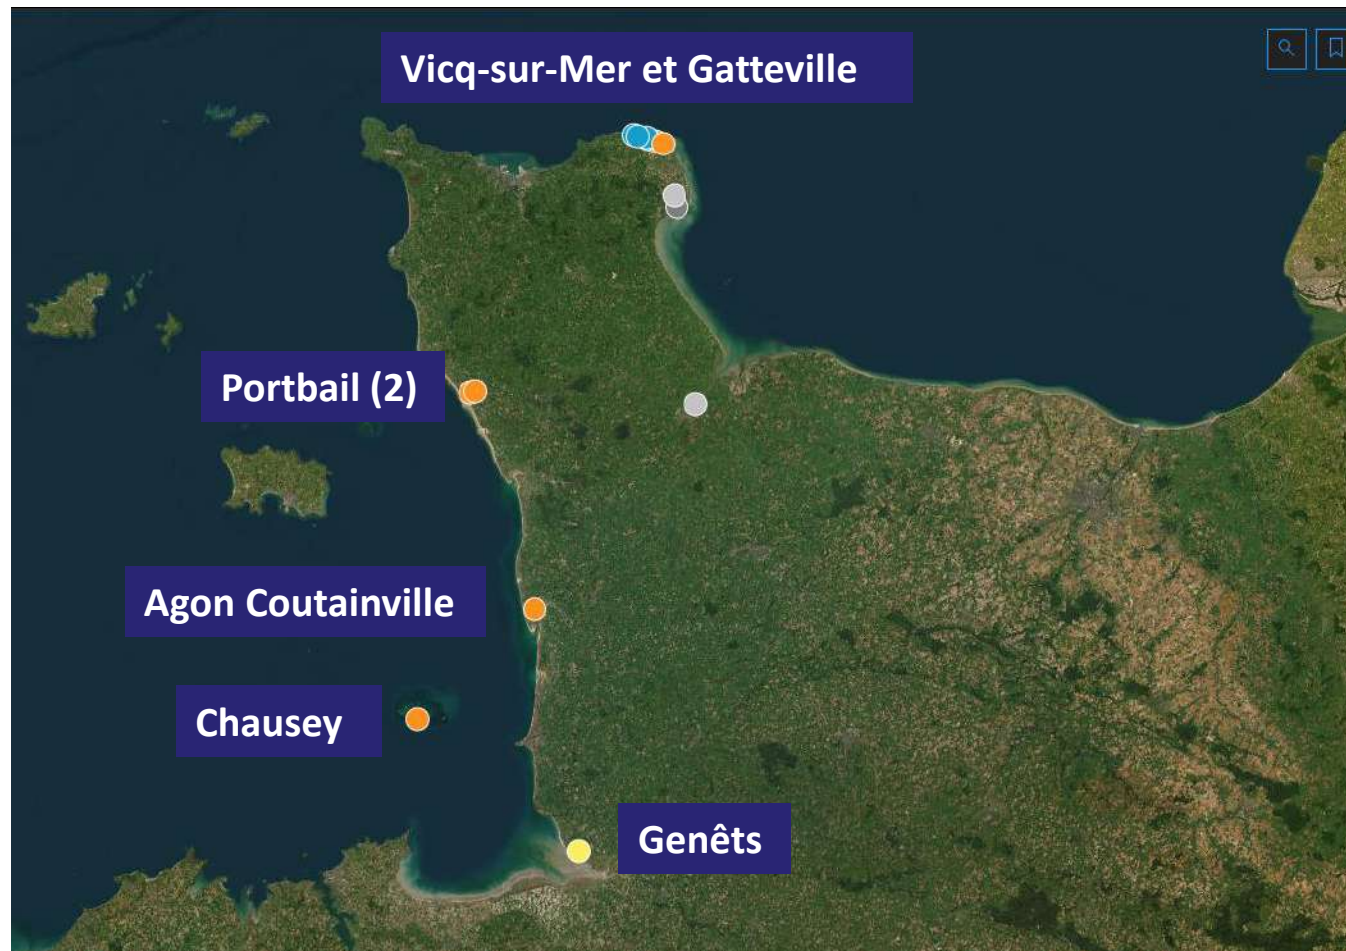 Vicq-sur-Mer et Gatteville
Portbail (2)
Agon Coutainville
Chausey
Genêts